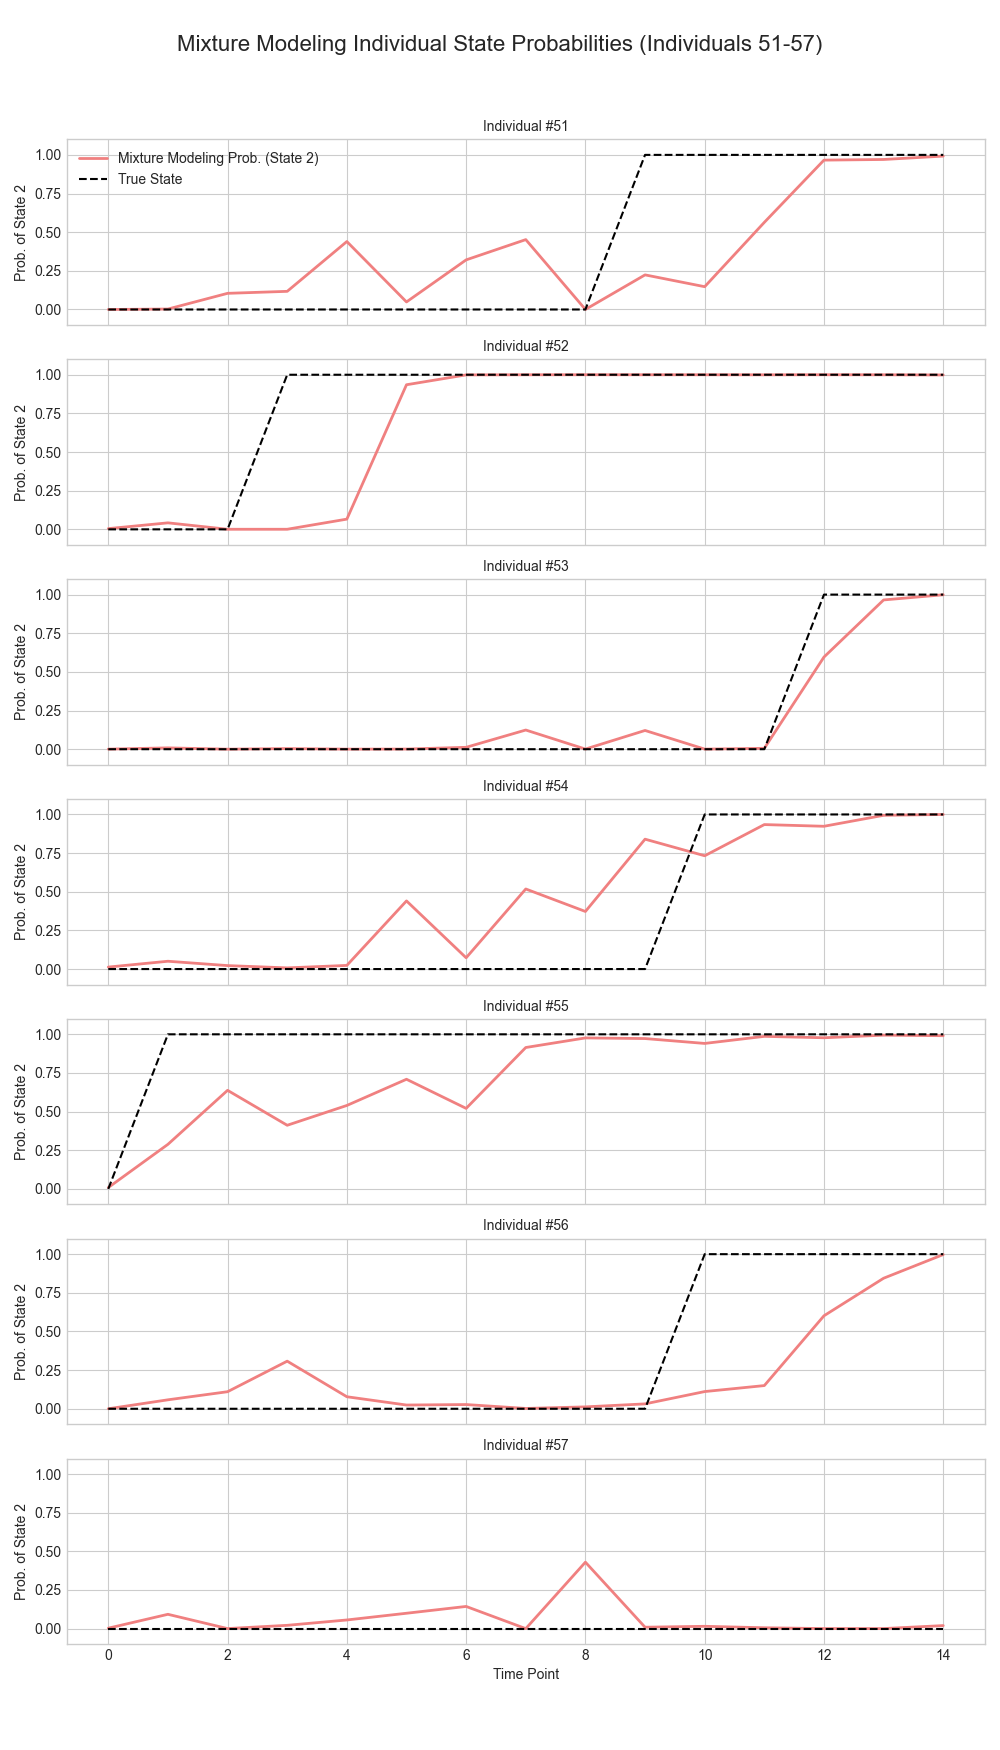 Mixture Modeling Individual State Probabilities (Individuals 51-57)
Individual #51
Mixture Modeling Prob. (State 2)
True State
Prob. of State 2
1.00
0.75
0.50
0.25
0.00
Individual #52
Prob. of State 2
1.00
0.75
0.50
0.25
0.00
Individual #53
Prob. of State 2
1.00
0.75
0.50
0.25
0.00
Individual #54
Prob. of State 2
1.00
0.75
0.50
0.25
0.00
Individual #55
Prob. of State 2
1.00
0.75
0.50
0.25
0.00
Individual #56
Prob. of State 2
1.00
0.75
0.50
0.25
0.00
Individual #57
Prob. of State 2
1.00
0.75
0.50
0.25
0.00
0 2 4 6 8 10 12 14
Time Point